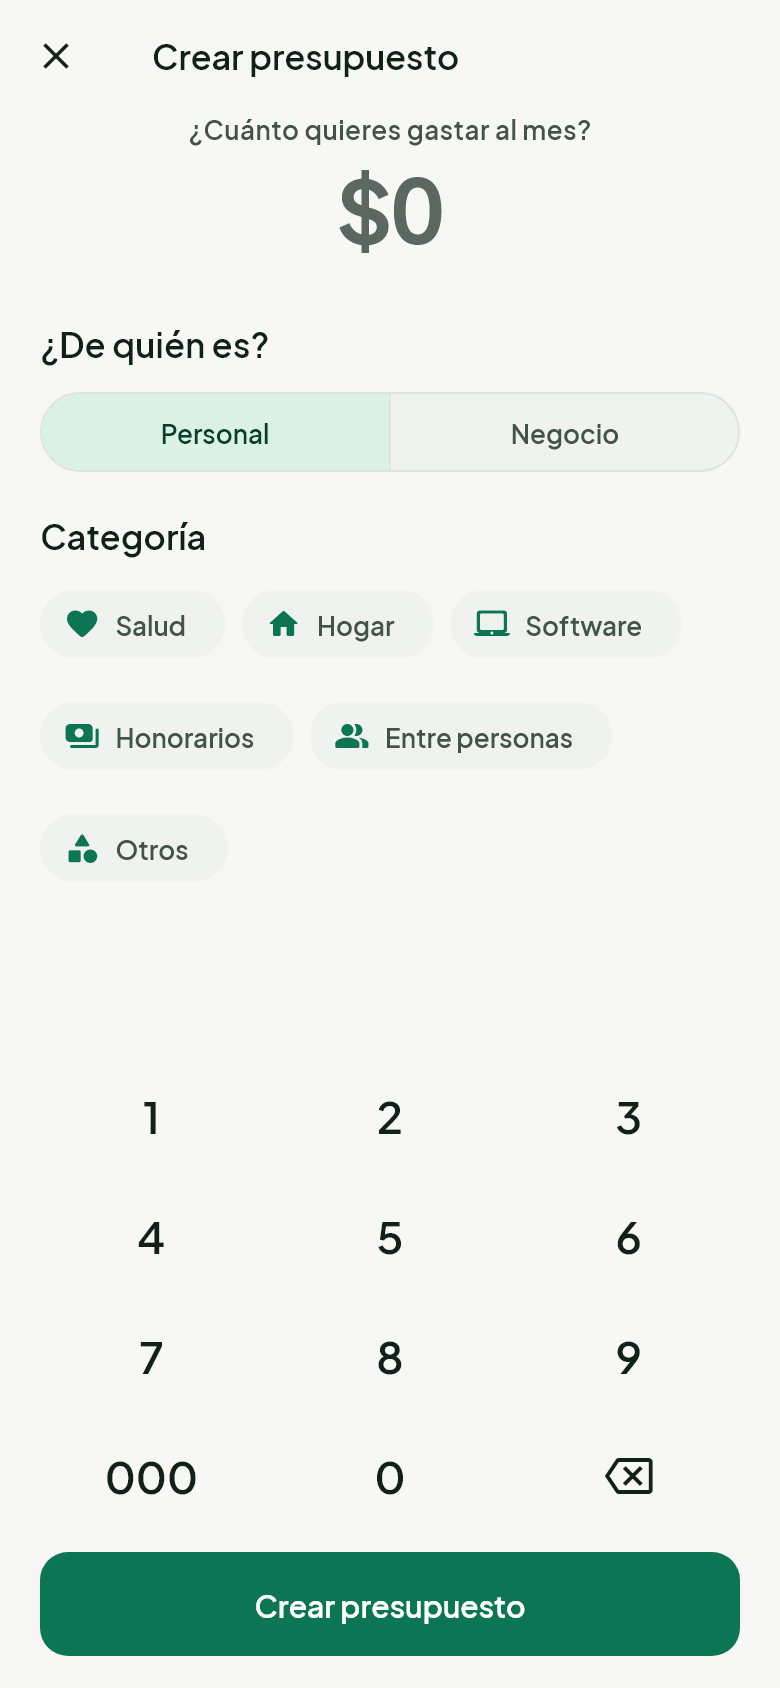 Crear presupuesto
¿Cuánto quieres gastar al mes?
$0
¿De quién es?
Personal Negocio
Categoría
Salud Hogar Software
Honorarios Entre personas
Otros
1 2 3
4 5 6
7 8 9
000 0
Crear presupuesto